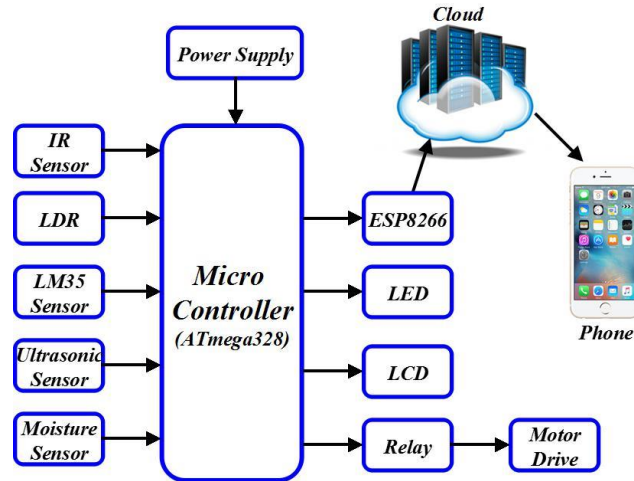 Cloud
Power Supply
IR
Sensor
LDR
LM35
Sensor
Ultrasonic
Sensor
Moisture
Sensor
Micro
Controller
(ATmega328)
ESP8266
LED
LCD
Relay
Motor
Drive
Phone